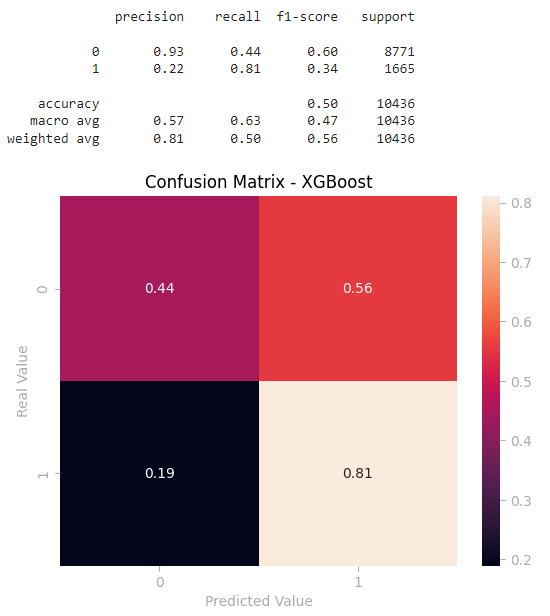 precision recall f1-score support
0 0.93 0.44 0.60 8771
1 0.22 0.81 0.34 1665
accuracy 0.50 10436
macro avg 0.57 0.63 0.47 10436
weighted avg 0.81 0.50 0.56 10436
Confusion Matrix - XGBoost
0.8
0.7
0 0.44 0.56
0.6
Real Value
0.5
0.4
1 0.19 0.81
0.3
0.2
0 1
Predicted Value